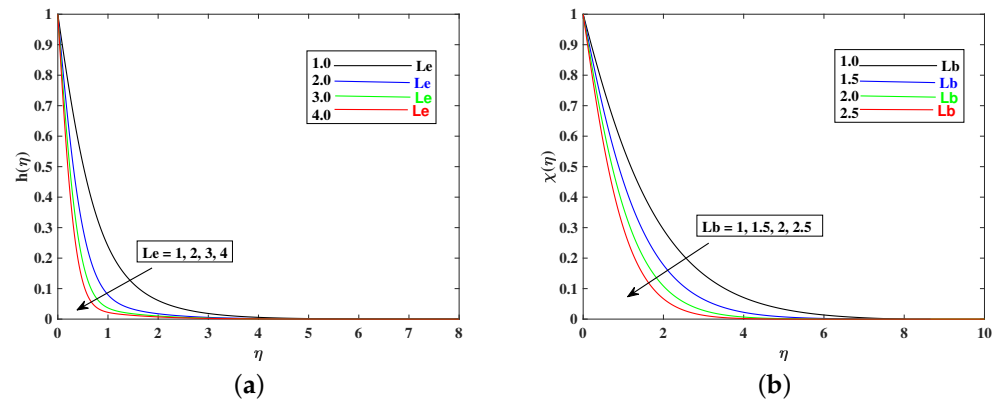 1
0.9
0.8
0.7
0.6
0.5
0.4
0.3
0.2
0.1
0
h(η)
1.0 Le
2.0 Le
3.0 Le
4.0 Le
Le = 1, 2, 3, 4
0 1 2 3 4 5 6 7 8
η
(a)
1
0.9
0.8
0.7
0.6
0.5
0.4
0.3
0.2
0.1
0
χ(η)
1.0 Lb
1.5 Lb
2.0 Lb
2.5 Lb
Lb = 1, 1.5, 2, 2.5
0 2 4 6 8 10
η
(b)